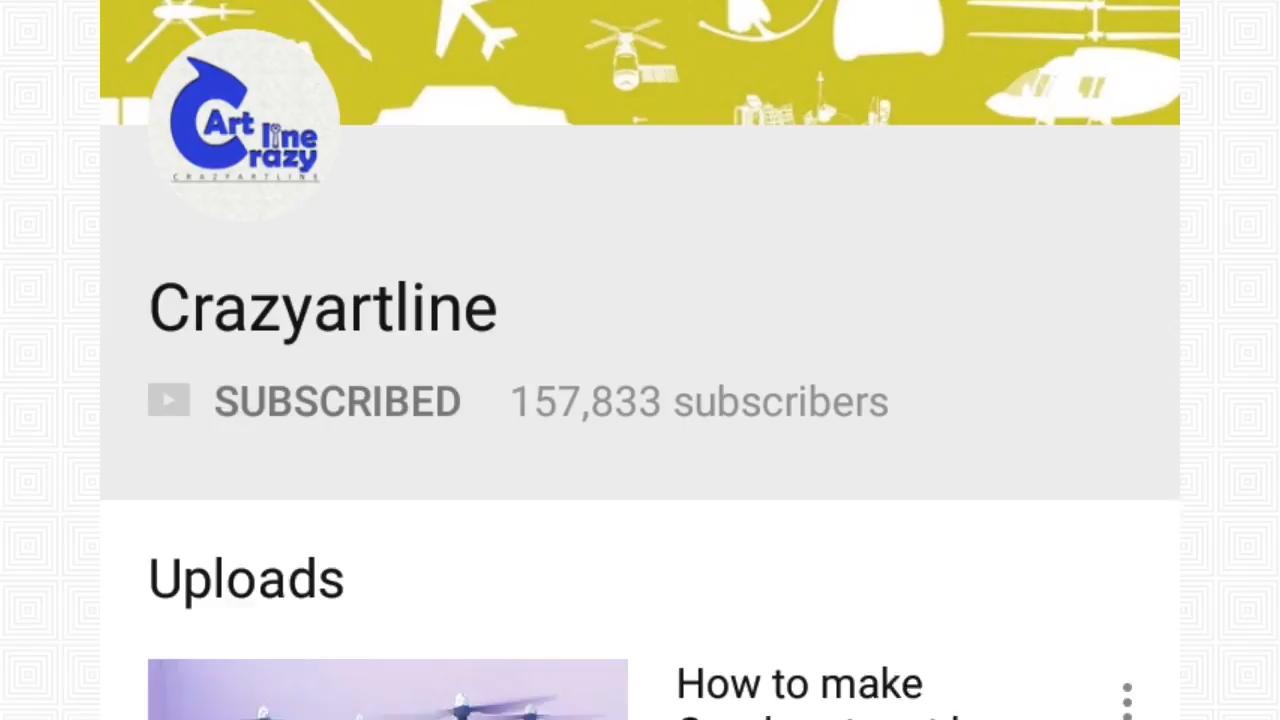 Art line
Crazy
CRAZYARTLINE
Crazyartline
SUBSCRIBED 157,833 subscribers
Uploads
How to make